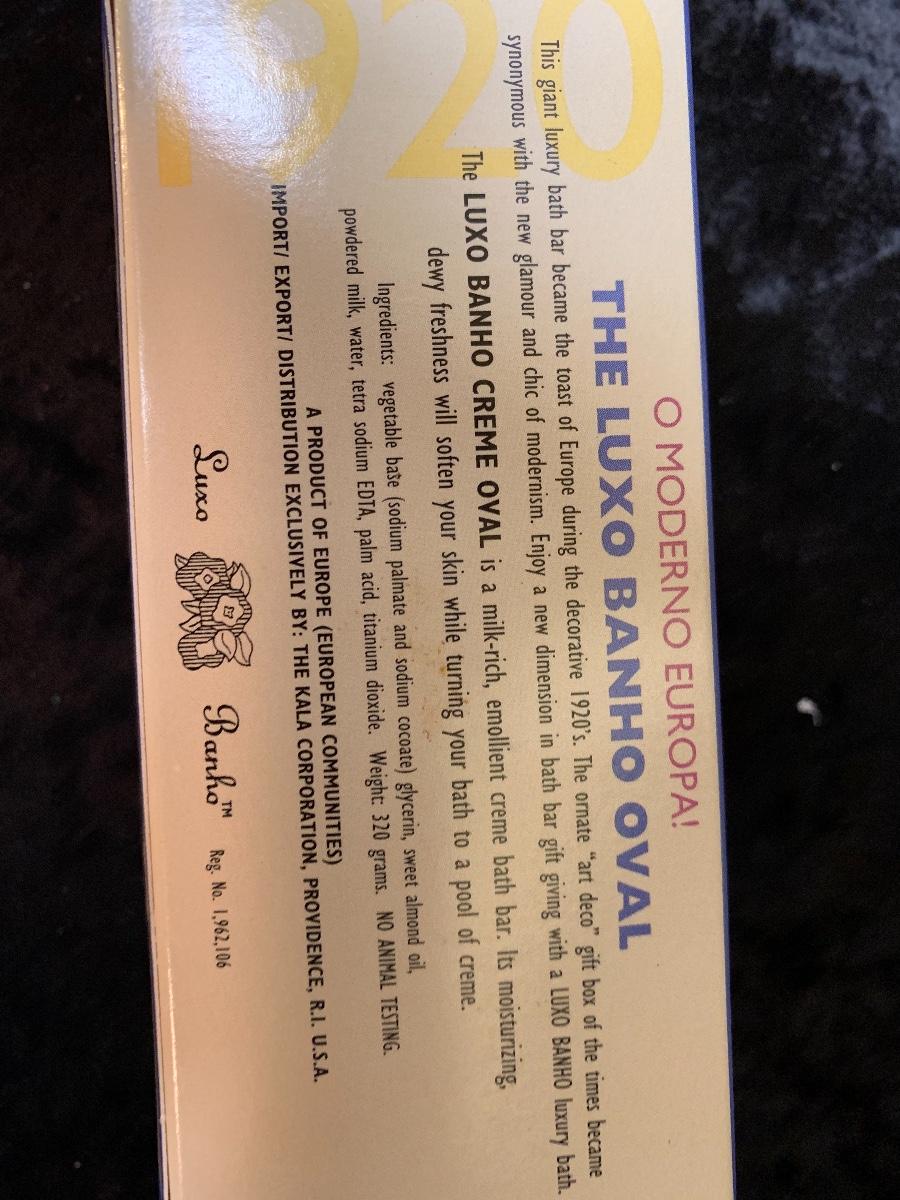 1920
O MODERNO EUROPA!
THE LUXO BANHO OVAL
This giant luxury bath bar became the toast of Europe during the decorative 1920's. The ornate "art deco" gift box of the times became
synonymous with the new glamour and chic of modernism. Enjoy a new dimension in bath bar gift giving with a LUXO BANHO luxury bath.
The LUXO BANHO CREME OVAL is a milk-rich, emollient creme bath bar. Its moisturizing,
dewy freshness will soften your skin while turning your bath to a pool of creme.
Ingredients: vegetable base (sodium palmate and sodium cocoate) glycerin, sweet almond oil,
powdered milk, water, tetra sodium EDTA, palm acid, titanium dioxide. Weight: 320 grams. NO ANIMAL TESTING.
A PRODUCT OF EUROPE (EUROPEAN COMMUNITIES)
IMPORT/ EXPORT/ DISTRIBUTION EXCLUSIVELY BY: THE KALA CORPORATION, PROVIDENCE, R.I. U.S.A.
Luxo Banho™ Reg. No. 1,962,106